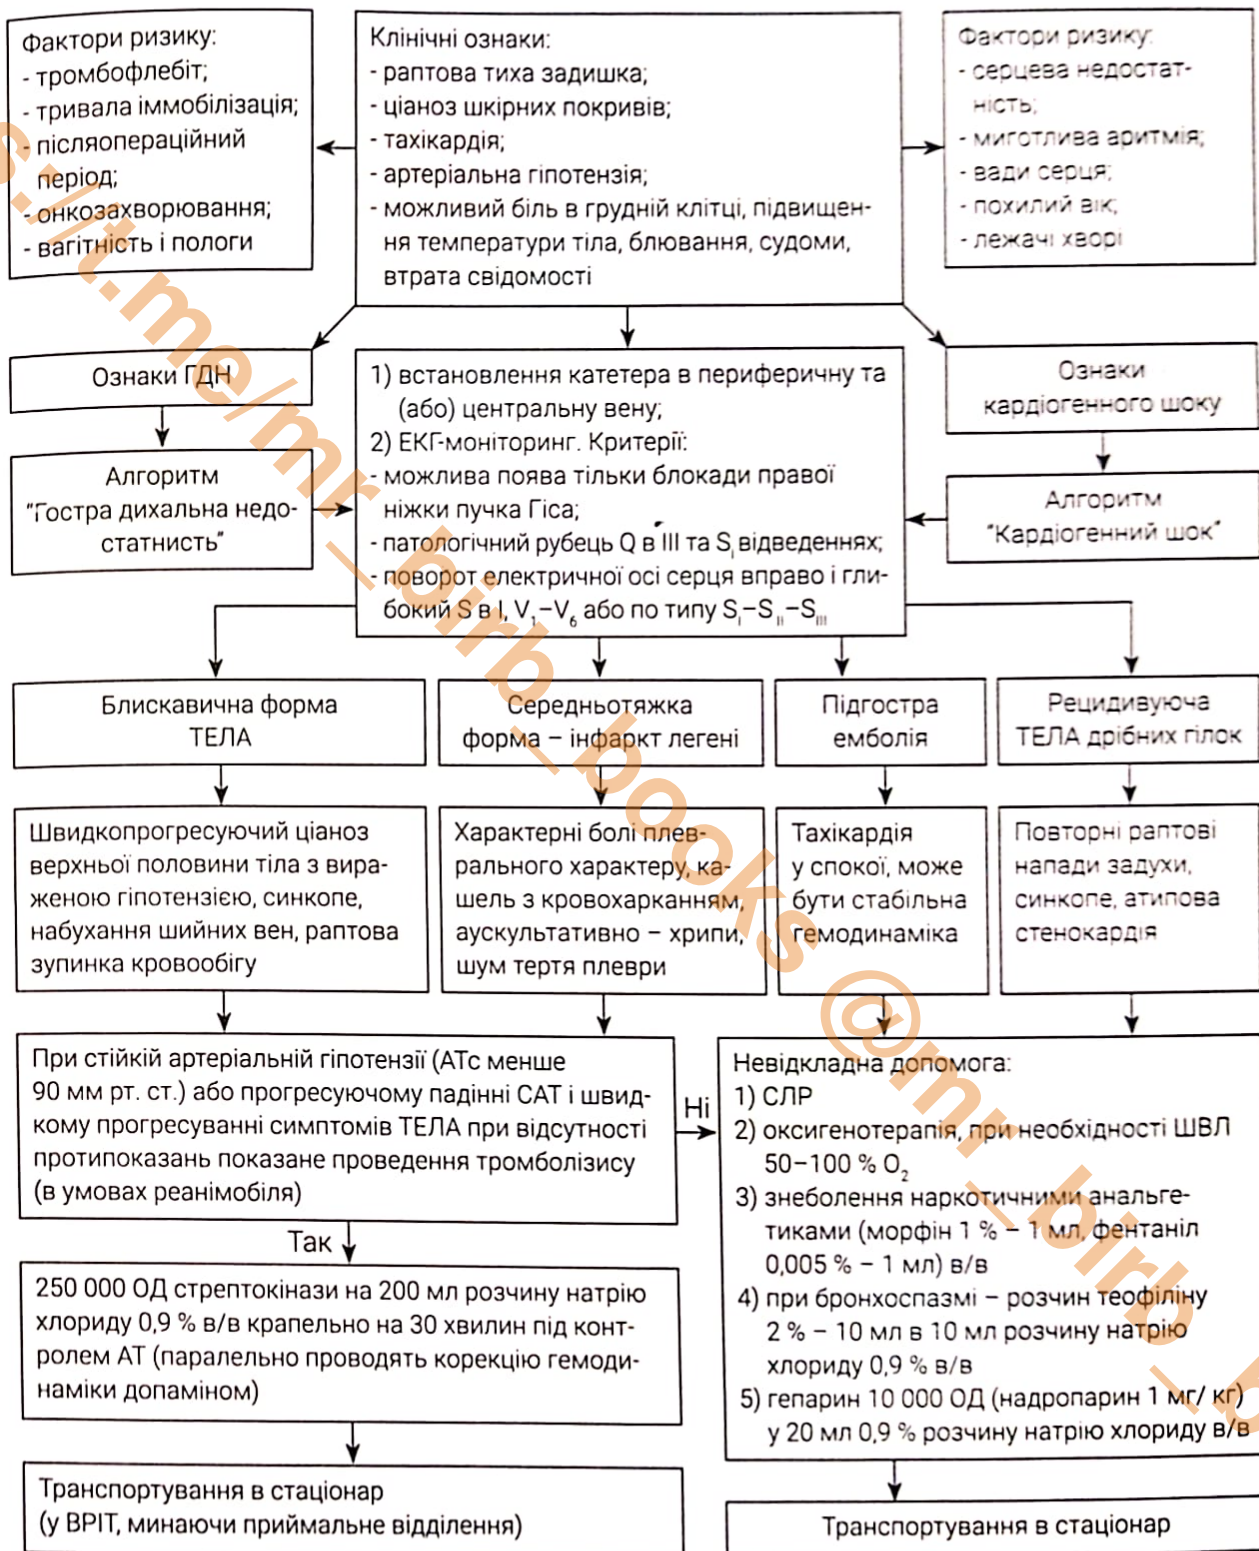 Фактори ризику:
- тромбофлебіт;
- тривала іммобілізація;
- післяопераційний
період;
- онкозахворювання;
- вагітність і пологи
Клінічні ознаки:
- раптова тиха задишка;
- ціаноз шкірних покривів;
- тахікардія;
- артеріальна гіпотензія;
- можливий біль в грудній клітці, підвищен-
ня температури тіла, блювання, судоми,
втрата свідомості
Фактори ризику:
- серцева недостат-
ність;
- миготлива аритмія;
- вади серця;
- похилий вік;
- лежачі хворі
Ознаки ГДН
Алгоритм
"Гостра дихальна недо-
статнисть"
1) встановлення катетера в периферичну та
(або) центральну вену;
2) ЕКГ-моніторинг. Критерії:
- можлива поява тільки блокади правої
ніжки пучка Гіса;
- патологічний рубець Q в III та S₁ відведеннях;
- поворот електричної осі серця вправо і гли-
бокий S в I, V₁–V₆ або по типу Sᵢ–Sᵢᵢ–Sᵢᵢᵢ
Ознаки
кардіогенного шоку
Алгоритм
"Кардіогенний шок"
Блискавична форма
ТЕЛА
Середньотяжка
форма – інфаркт легені
Підгостра
емболія
Рецидивуюча
ТЕЛА дрібних гілок
Швидкопрогресуючий ціаноз
верхньої половини тіла з вира-
женою гіпотензією, синкопе,
набухання шийних вен, раптова
зупинка кровообігу
Характерні болі плев-
рального характеру, ка-
шель з кровохарканням,
аускультативно – хрипи,
шум тертя плеври
Тахікардія
у спокої, може
бути стабільна
гемодинаміка
Повторні раптові
напади задухи,
синкопе, атипова
стенокардія
При стійкій артеріальній гіпотензії (АТс менше
90 мм рт. ст.) або прогресуючому падінні САТ і швид-
кому прогресуванні симптомів ТЕЛА при відсутності
протипоказань показане проведення тромболізису
(в умовах реанімобіля)
Ні
Так
250 000 ОД стрептокінази на 200 мл розчину натрію
хлориду 0,9 % в/в крапельно на 30 хвилин під конт-
ролем АТ (паралельно проводять корекцію гемоди-
наміки допаміном)
Транспортування в стаціонар
(у ВРІТ, минаючи приймальне відділення)
Невідкладна допомога:
1) СЛР
2) оксигенотерапія, при необхідності ШВЛ
50–100 % O₂
3) знеболення наркотичними анальге-
тиками (морфін 1 % – 1 мл, фентаніл
0,005 % – 1 мл) в/в
4) при бронхоспазмі – розчин теофіліну
2 % – 10 мл в 10 мл розчину натрію
хлориду 0,9 % в/в
5) гепарин 10 000 ОД (надропарин 1 мг/ кг)
у 20 мл 0,9 % розчину натрію хлориду в/в
Транспортування в стаціонар
s://t.me/mr_birb_books @mr_birb_b